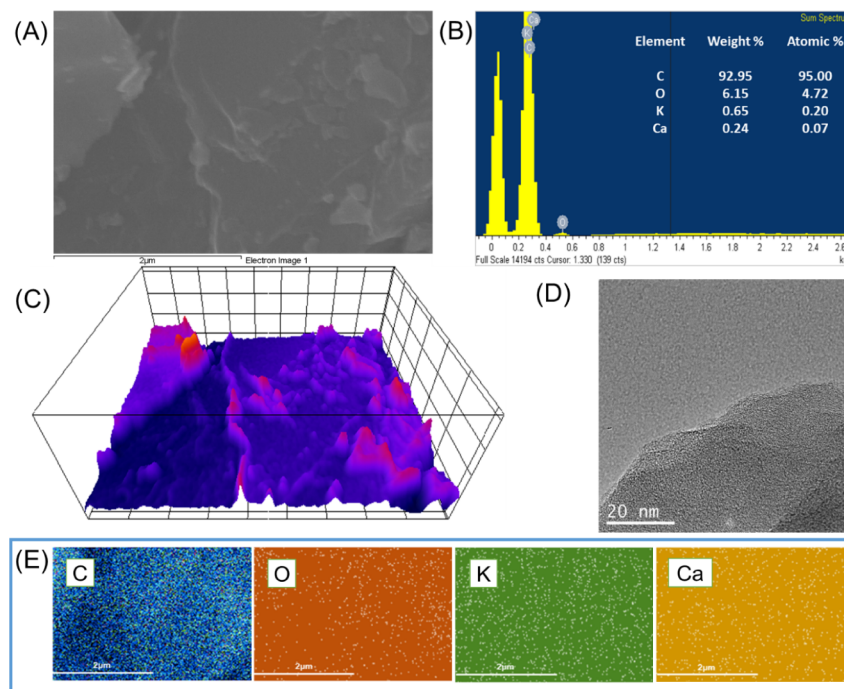 (A)
2µm
Electron Image 1
(B)
Sum Spectru
Ca
K
C
O
Element Weight % Atomic %
C 92.95 95.00
O 6.15 4.72
K 0.65 0.20
Ca 0.24 0.07
0 0.2 0.4 0.6 0.8 1 1.2 1.4 1.6 1.8 2 2.2 2.4 2.6
Full Scale 14194 cts Cursor: 1.330 (139 cts) k
(C)
(D)
20 nm
(E)
C
O
K
Ca
2µm
2µm
2µm
2µm